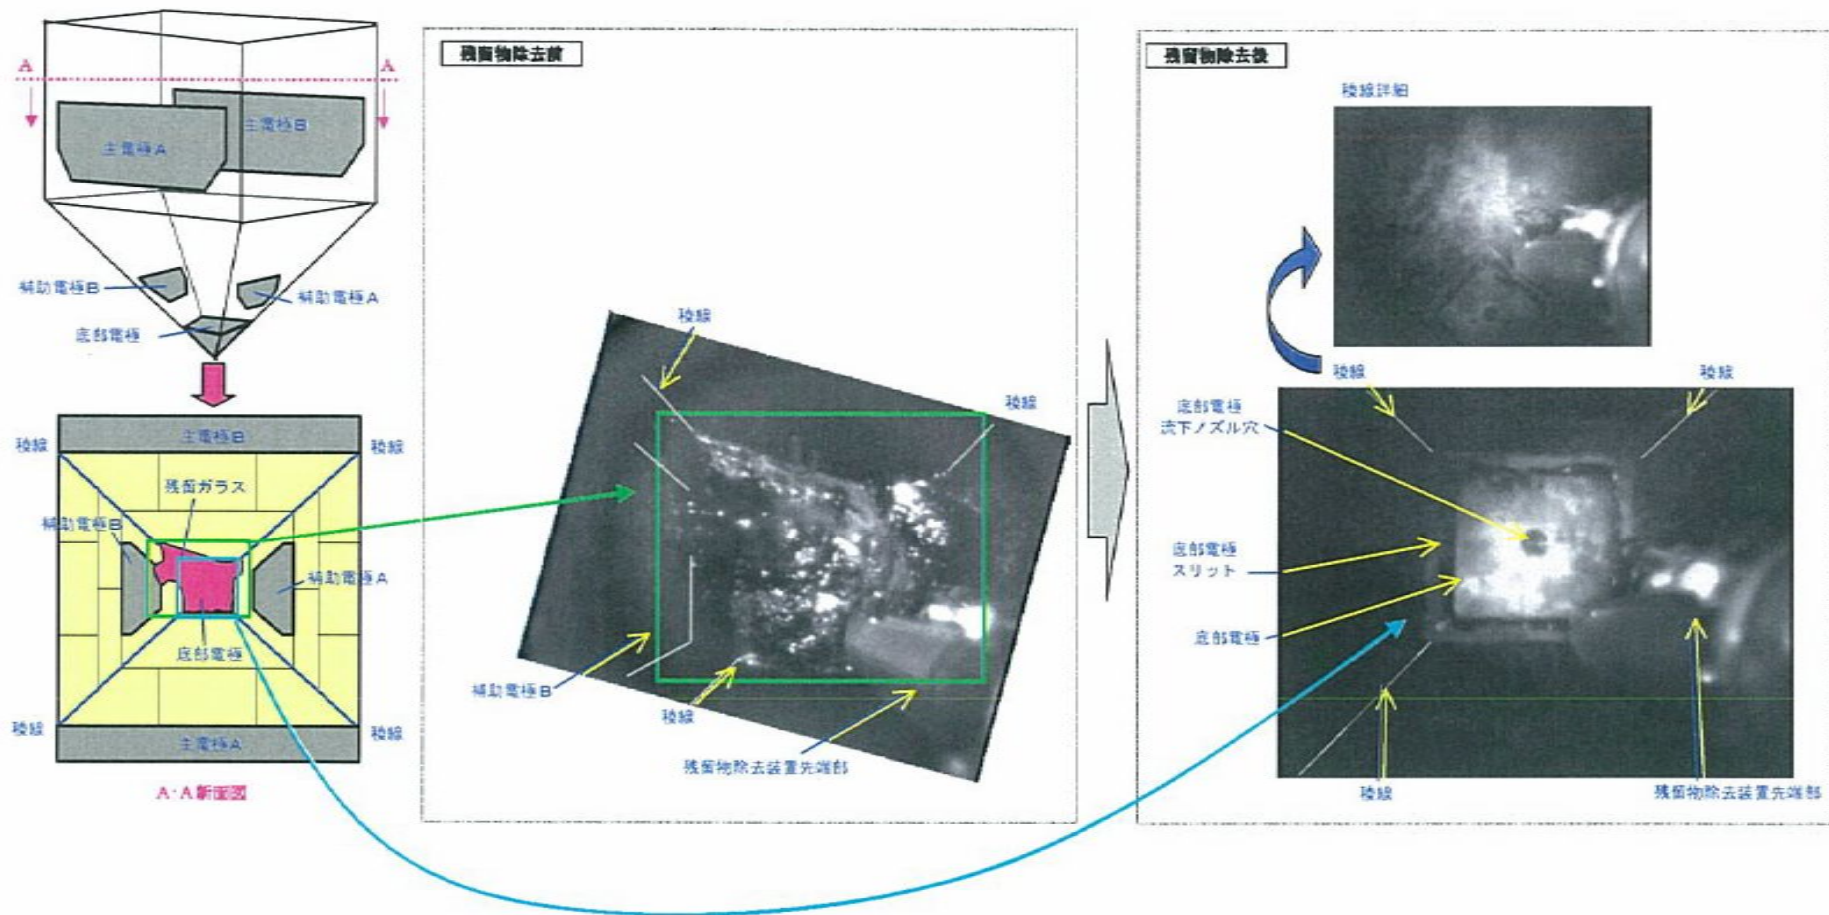 A
A
主電極B
主電極A
補助電極B
補助電極A
底部電極
主電極B
稜線
稜線
残留ガラス
補助電極B
補助電極A
底部電極
稜線
稜線
主電極A
A-A断面図
残留物除去前
稜線
稜線
補助電極B
稜線
残留物除去装置先端部
残留物除去後
稜線詳細
稜線
稜線
底部電極
流下ノズル穴
底部電極
スリット
底部電極
稜線
残留物除去装置先端部